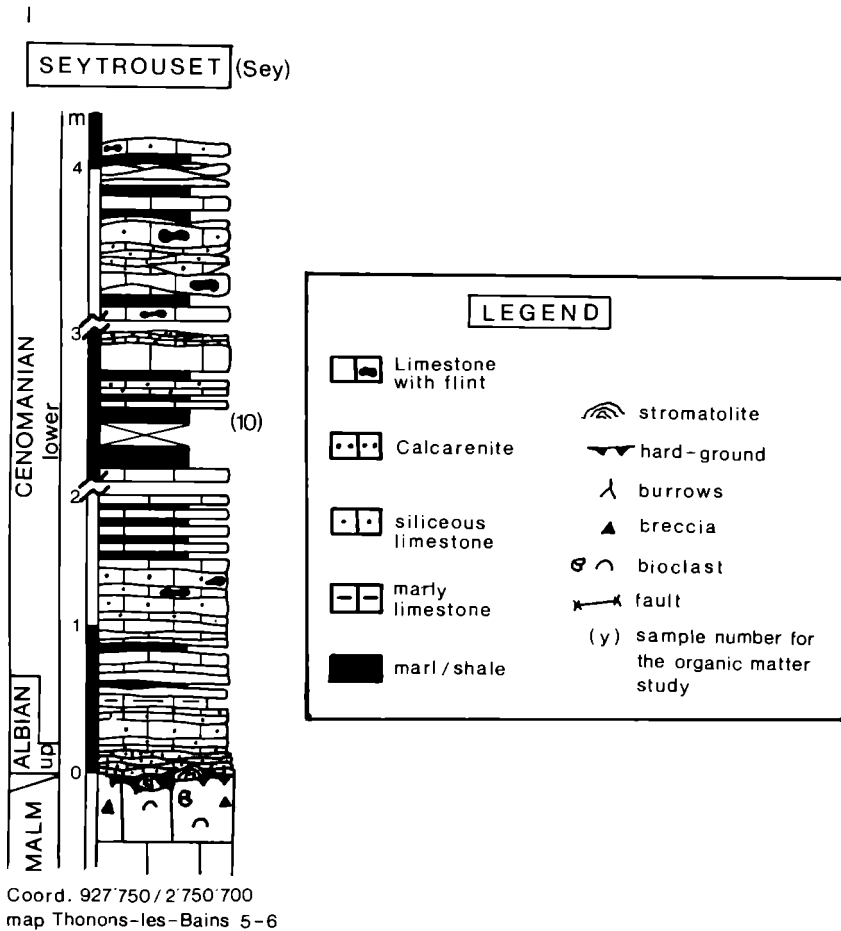 SEYTROUSET (Sey)
m
4
3
2
1
0
(10)
CENOMANIAN
lower
ALBIAN
up
MALM
Coord. 927'750/2'750'700
map Thonons-les-Bains 5-6
LEGEND
Limestone
with flint
Calcarenite
siliceous
limestone
marly
limestone
marl/shale
stromatolite
hard-ground
burrows
breccia
bioclast
fault
(y) sample number for
the organic matter
study